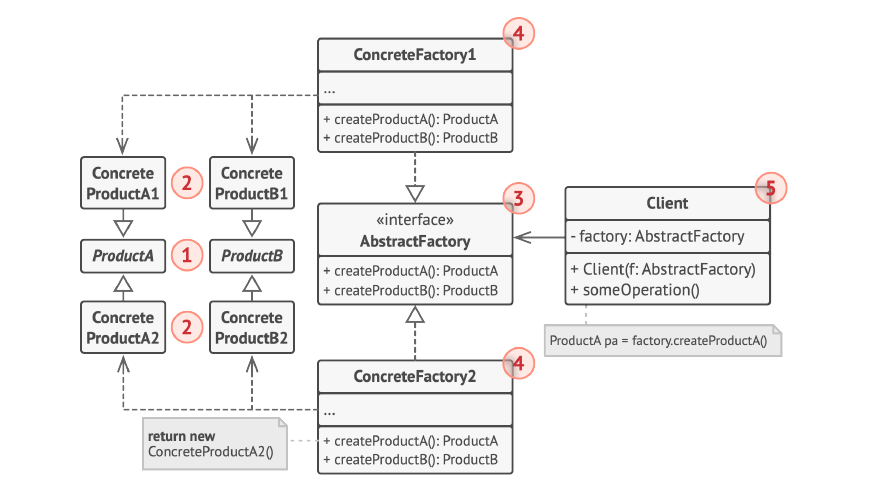 4
ConcreteFactory1
...
+ createProductA(): ProductA
+ createProductB(): ProductB
Concrete
ProductA1
2
Concrete
ProductB1
3
«interface»
AbstractFactory
+ createProductA(): ProductA
+ createProductB(): ProductB
5
Client
- factory: AbstractFactory
+ Client(f: AbstractFactory)
+ someOperation()
ProductA
1
ProductB
Concrete
ProductA2
2
Concrete
ProductB2
ProductA pa = factory.createProductA()
4
ConcreteFactory2
...
+ createProductA(): ProductA
+ createProductB(): ProductB
return new
ConcreteProductA2()